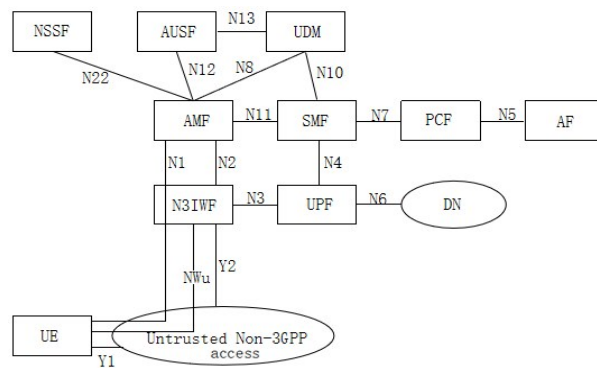 NSSF
AUSF
N13
UDM
N22
N12
N8
N10
AMF
N11
SMF
N7
PCF
N5
AF
N1
N2
N4
N3IWF
N3
UPF
N6
DN
NWu
Y2
UE
Y1
Untrusted Non-3GPP
access